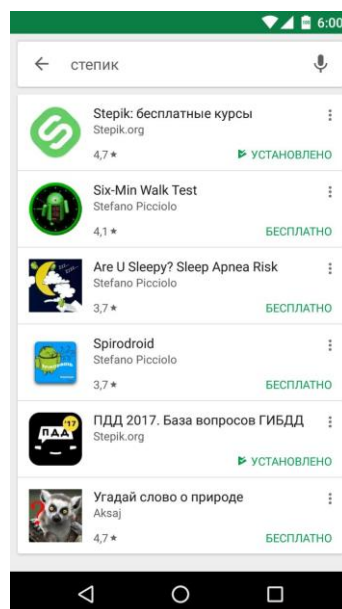 6:00
степик
Stepik: бесплатные курсы
Stepik.org
4,7★
УСТАНОВЛЕНО
Six-Min Walk Test
Stefano Picciolo
4,1★
БЕСПЛАТНО
Are U Sleepy? Sleep Apnea Risk
Stefano Picciolo
3,7★
БЕСПЛАТНО
Spirodroid
Stefano Picciolo
3,7★
БЕСПЛАТНО
ПДД 2017. База вопросов ГИБДД
Stepik.org
ПДД
'17
УСТАНОВЛЕНО
Угадай слово о природе
Aksaj
4,7★
БЕСПЛАТНО